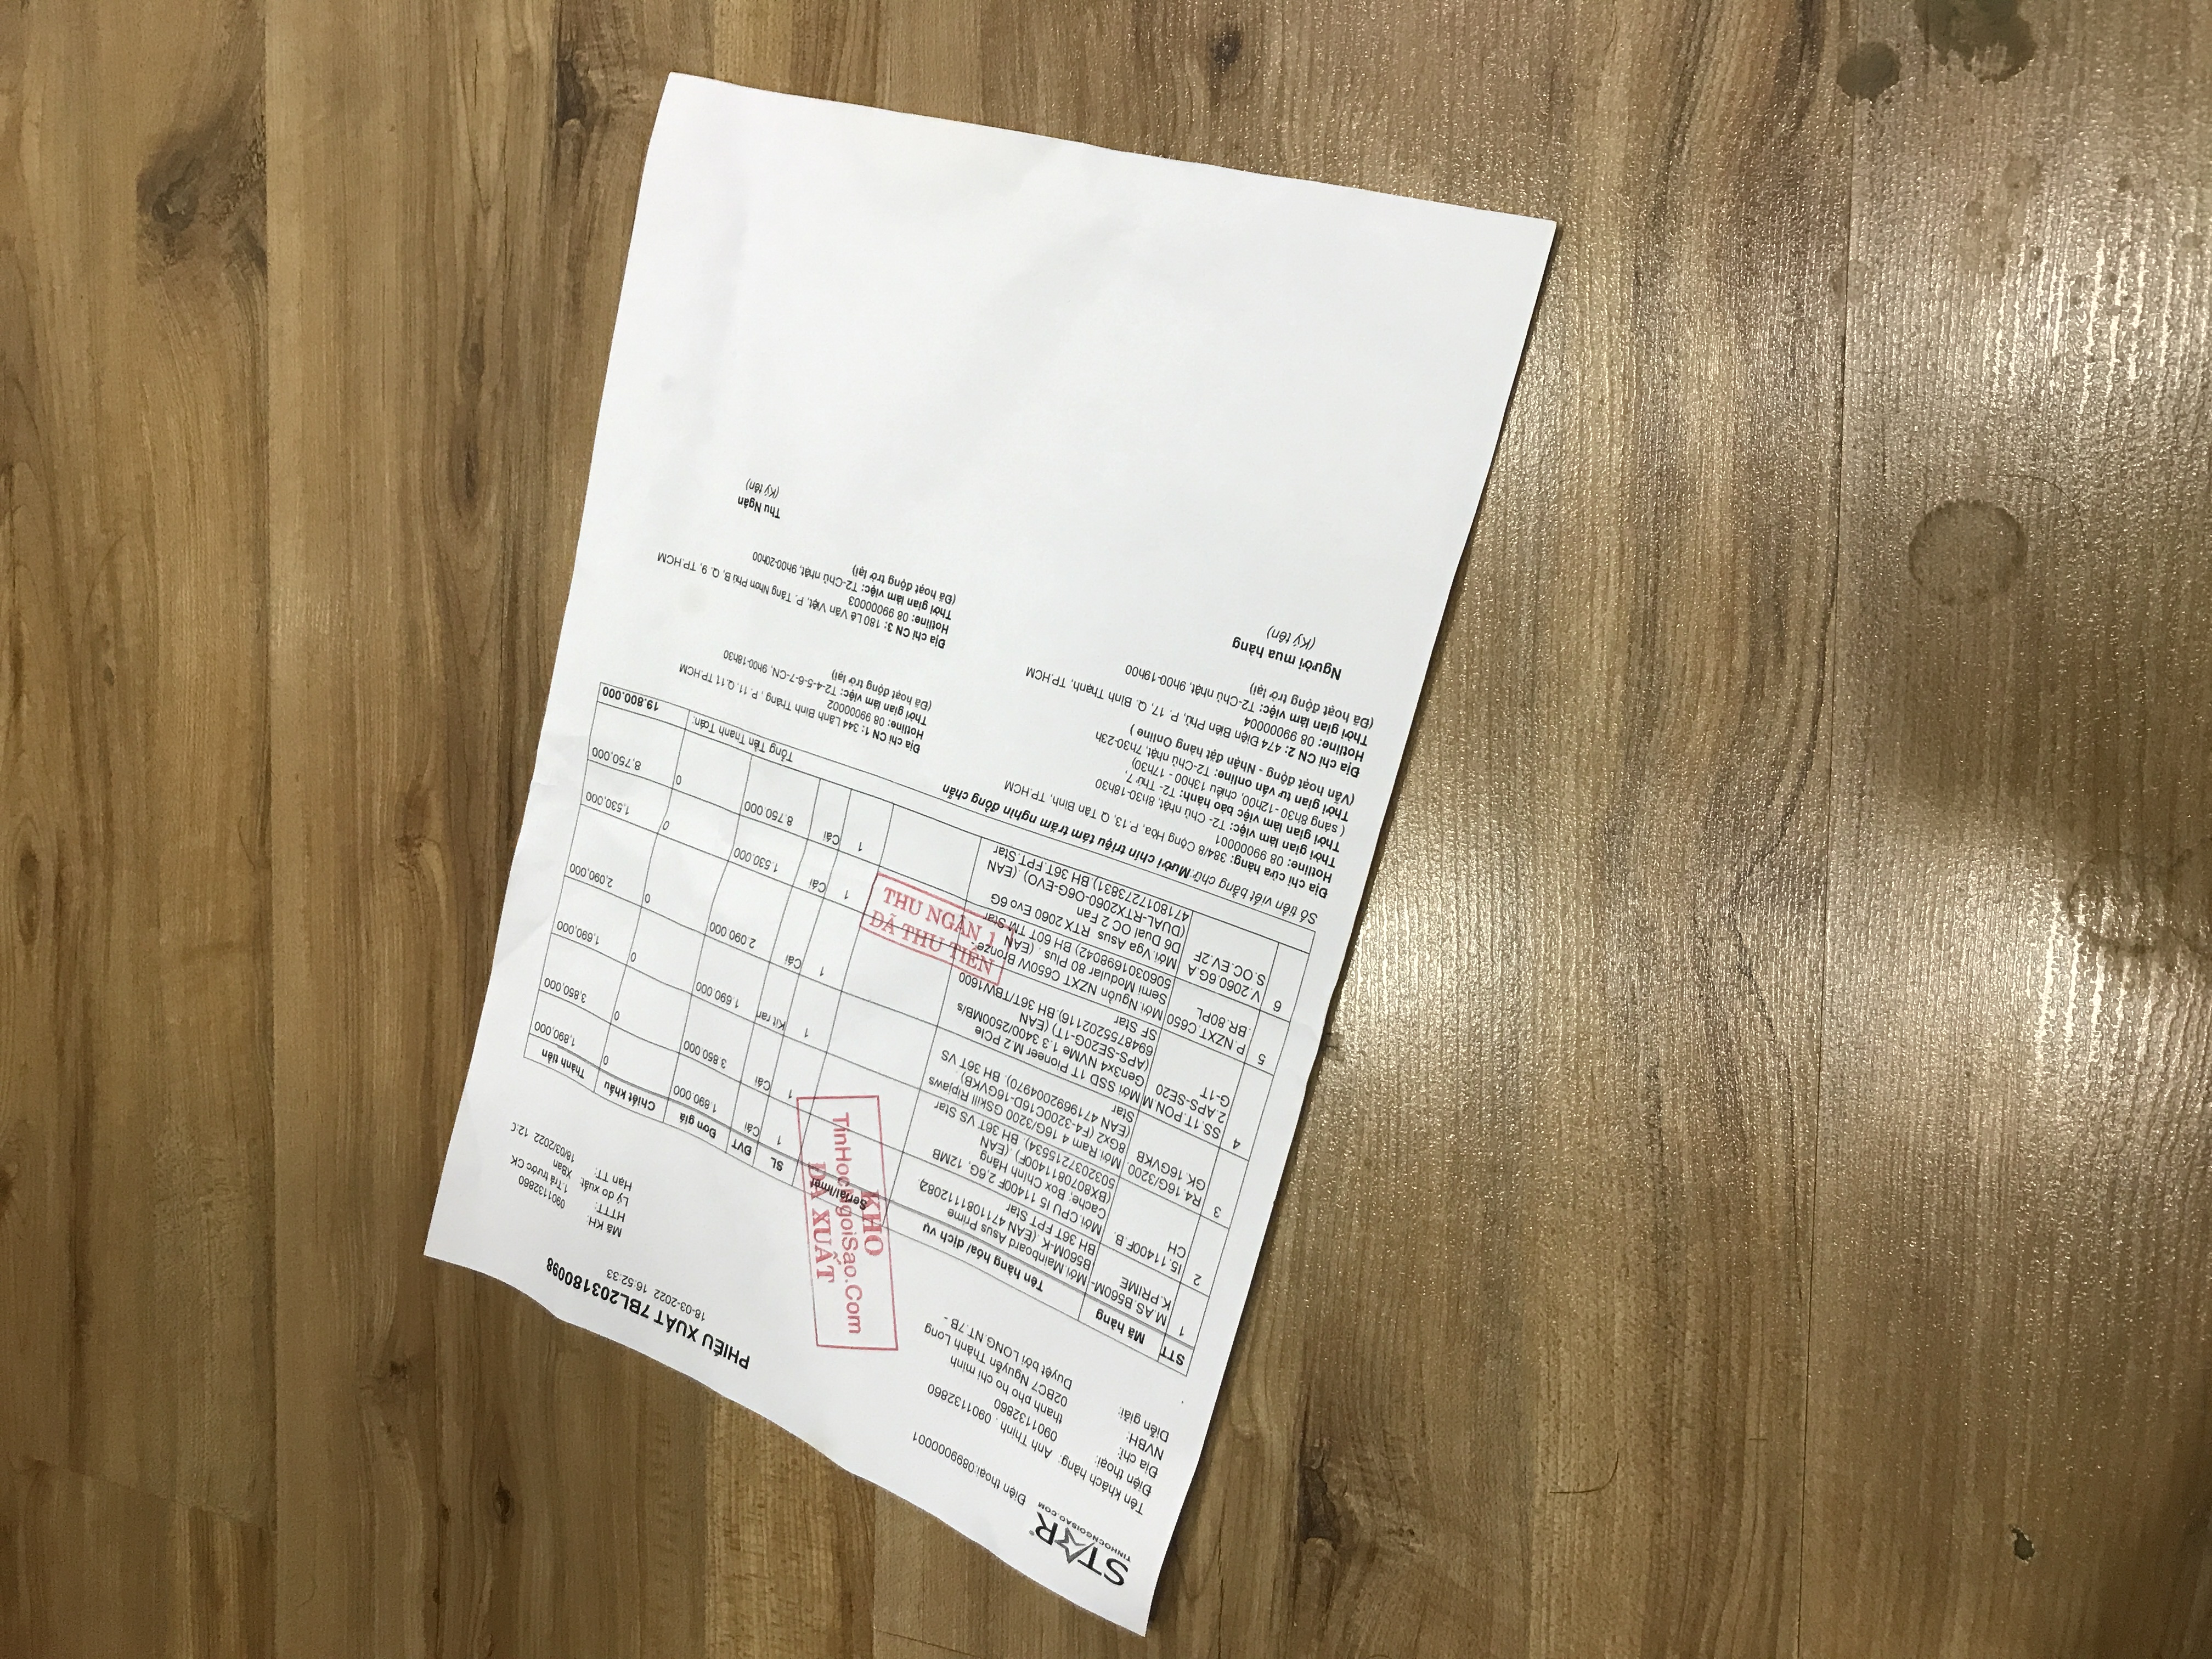 STAR
TINHOCNGOISAO.COM
Điện thoại:0899000001
PHIẾU XUẤT 7BL203180098
18-03-2022 16:52:33
Tên khách hàng: Anh Thinh . 0901132860
Điện thoại: 0901132860
Địa chỉ: thanh pho ho chi minh
NVBH: 02BC7 Nguyễn Thành Long
Diễn giải: Duyệt bởi LONG.NT.7B -
Mã KH: 0901132860
HTTT: 1.Trả trước CK
Lý do xuất: XBan
Hạn TT: 18/03/2022 12:0
STT Mã hàng Tên hàng hóa/ dịch vụ Serial/Imei SL ĐVT Đơn giá Chiết khấu Thành tiền
1 M.AS.B560M-K.PRIME Mới,Mainboard Asus Prime 1 Cái 1.890.000 0 1.890.000
B560M-K (EAN 4711081112082),
BH 36T FPT Star
2 I5.11400F.B Mới,CPU I5 11400F 2,6G, 12MB 1 Cái 3.850.000 0 3.850.000
CH Cache; Box Chính Hãng
(BX8070811400F) , (EAN
5032037215534), BH 36T VS Star
3 R4.16G/3200 Mới Ram 4 16G/3200 GSkill Ripjaws 1 Kit ram 1.690.000 0 1.690.000
GK.16GVKB 8Gx2 (F4-3200C16D-16GVKB)
(EAN 4719692004970). BH 36T VS
Star
4 SS.1T.PON.M Mới SSD 1T Pioneer M.2 PCIe 1 Cái 2.090.000 0 2.090.000
2.APS-SE20 Gen3x4 NVMe 1.3 3400/2500MB/s
G-1T (APS-SE20G-1T) (EAN
6948755202116),BH 36T/TBW1600
SF Star
5 P.NZXT.C650 Mới,Nguồn NZXT C650W Bronze - 1 Cái 1.530.000 0 1.530.000
.BR.80PL Semi Modular 80 Plus , (EAN
5060301698042) BH 60T TM Star
6 V.2060.6G.A Mới,Vga Asus RTX 2060 Evo 6G 1 Cái 8.750.000 0 8.750.000
S.OC.EV.2F D6 Dual OC 2 Fan
(DUAL-RTX2060-O6G-EVO) , (EAN
4718017273831) BH 36T.FPT.Star
Tổng Tiền Thanh Toán: 19.800.000
KHO
TinHocNgoiSao.Com
ĐÃ XUẤT
THU NGÂN 1
ĐÃ THU TIỀN
Số tiền viết bằng chữ:Mười chín triệu tám trăm nghìn đồng chẵn
Địa chỉ cửa hàng: 384/8 Cộng Hòa, P.13, Q Tân Bình, TP.HCM
Hotline: 08 99000001
Thời gian làm việc: T2- Chủ nhật, 8h30-18h30
Thời gian làm việc bảo hành: T2- Thứ 7,
( sáng 8h30 -12h00, chiều 13h00 - 17h30)
Thời gian tư vấn online: T2-Chủ nhật, 7h30-23h
(Vẫn hoạt động - Nhận đặt hàng Online )
Địa chỉ CN 1: 344 Lãnh Binh Thăng , P.11, Q.11 TP.HCM
Hotline: 08 99000002
Thời gian làm việc: T2-4-5-6-7-CN, 9h00-18h30
(Đã hoạt động trở lại)
Địa chỉ CN 2: 474 Điện Biên Phủ, P. 17, Q. Bình Thạnh, TP.HCM
Hotline: 08 99000004
Thời gian làm việc: T2-Chủ nhật, 9h00-19h00
(Đã hoạt động trở lại)
Địa chỉ CN 3: 180 Lê Văn Việt, P. Tăng Nhơn Phú B, Q. 9, TP.HCM
Hotline: 08 99000003
Thời gian làm việc: T2-Chủ nhật, 9h00-20h00
(Đã hoạt động trở lại)
Người mua hàng
(Ký tên)
Thu Ngân
(Ký tên)